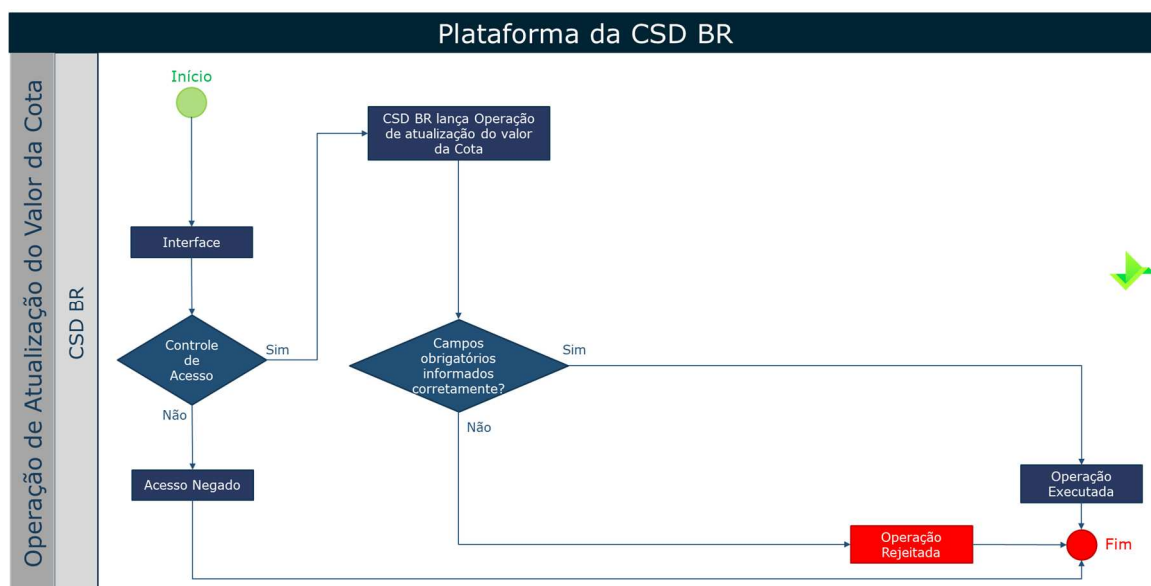 Plataforma da CSD BR
Operação de Atualização do Valor da Cota
CSD BR
Início
CSD BR lança Operação
de atualização do valor
da Cota
Interface
Controle
de
Acesso
Sim
Campos
obrigatórios
informados
corretamente?
Sim
Não
Não
Acesso Negado
Operação
Executada
Operação
Rejeitada
Fim